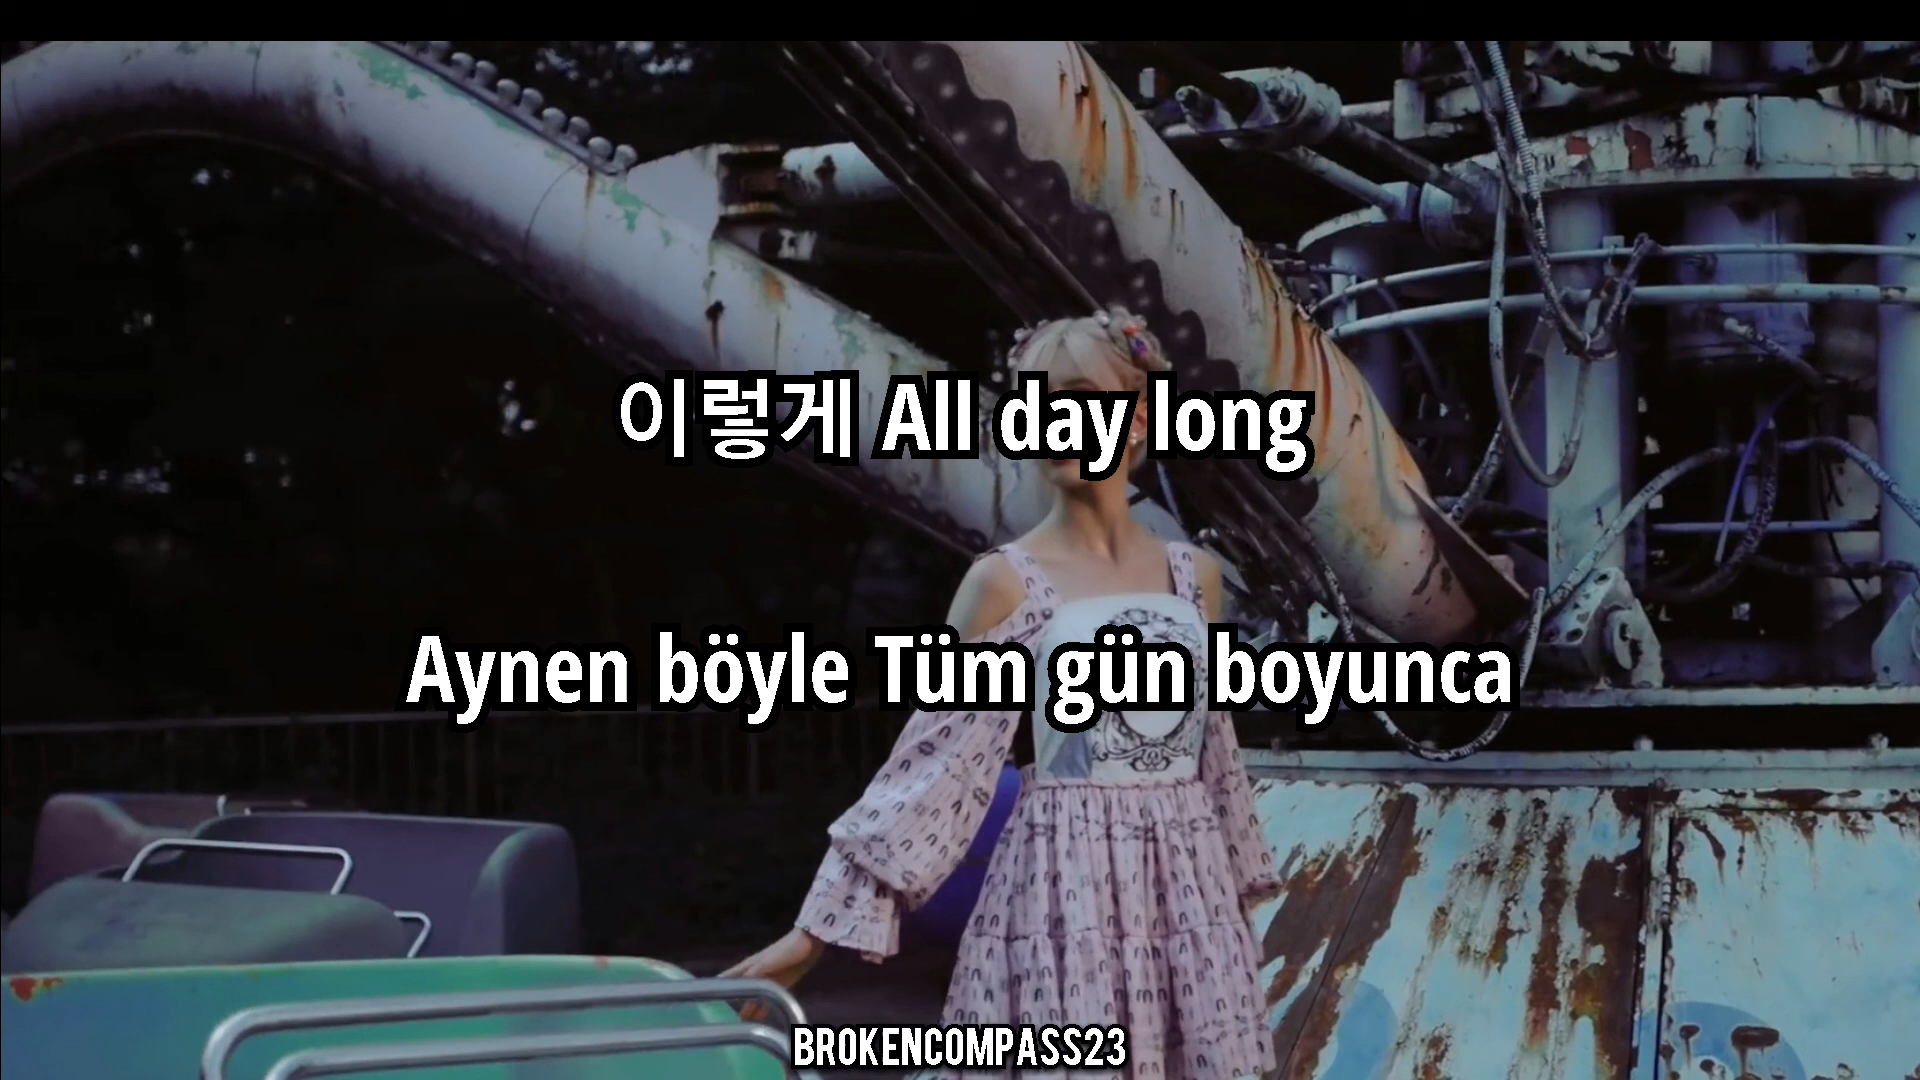 이렇게 All day long
Aynen böyle Tüm gün boyunca
BROKENCOMPASS23